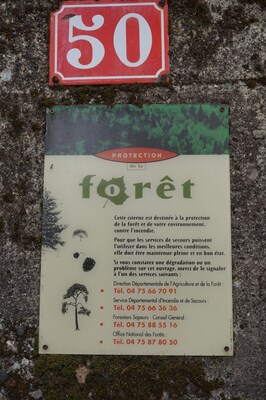 50
PROTECTION
de la
forêt
Cette citerne est destinée à la protection
de la forêt et de votre environnement,
contre l'incendie.
Pour que les services de secours puissent
l'utiliser dans les meilleures conditions,
elle doit être maintenue pleine et en bon état.
Si vous constatez une dégradation ou un
problème sur cet ouvrage, merci de le signaler
à l'un des services suivants :
Direction Départementale de l'Agriculture et de la Forêt
Tél. 04 75 66 70 91
Service Départemental d'Incendie et de Secours
Tél. 04 75 66 36 36
Forestiers Sapeurs : Conseil Général :
Tél. 04 75 88 55 16
Office National des Forêts
Tél. 04 75 87 80 50